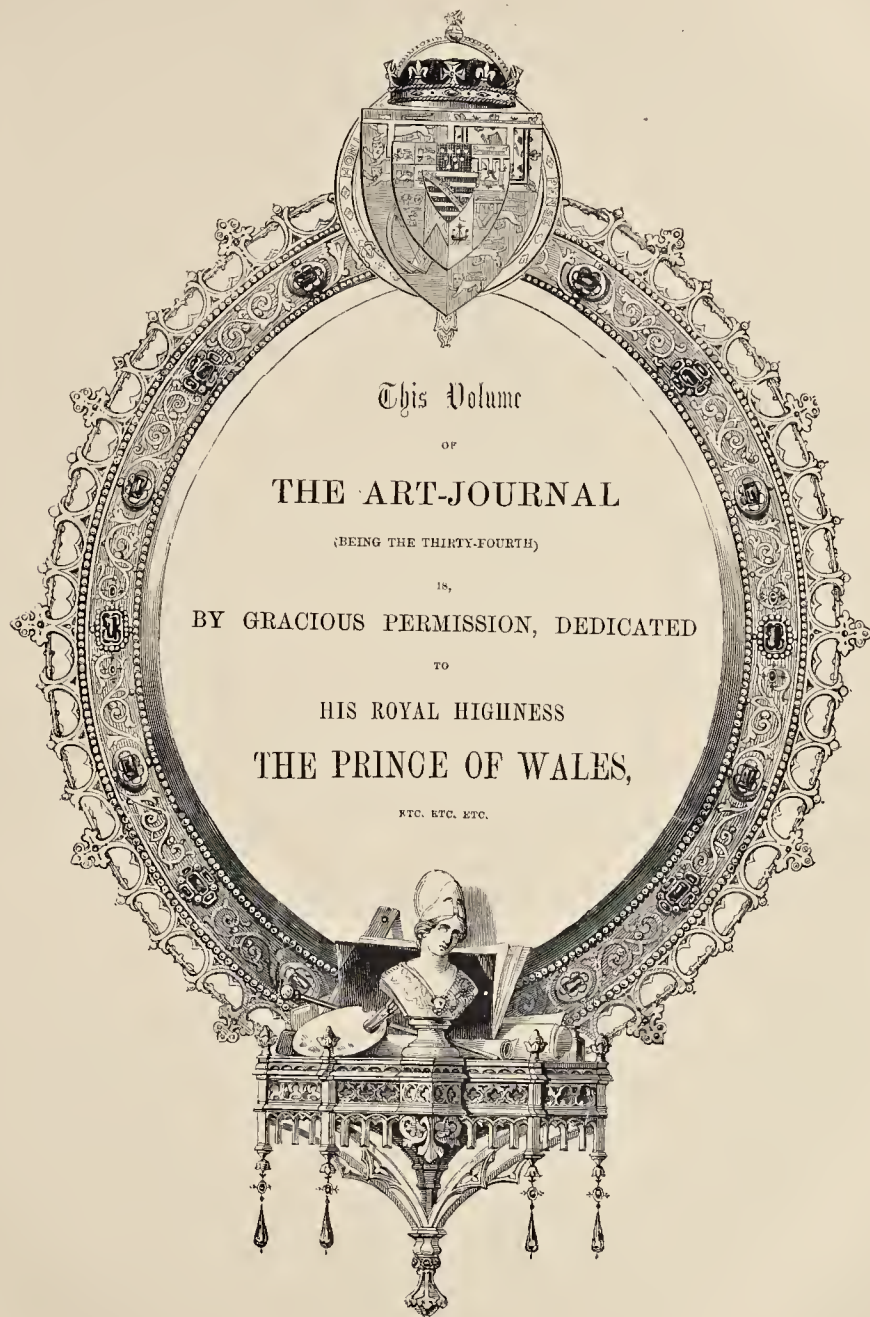 This Volume
OF
THE ART-JOURNAL
(BEING THE THIRTY-FOURTH)
IS,
BY GRACIOUS PERMISSION, DEDICATED
TO
HIS ROYAL HIGHNESS
THE PRINCE OF WALES,
ETC. ETC. ETC.